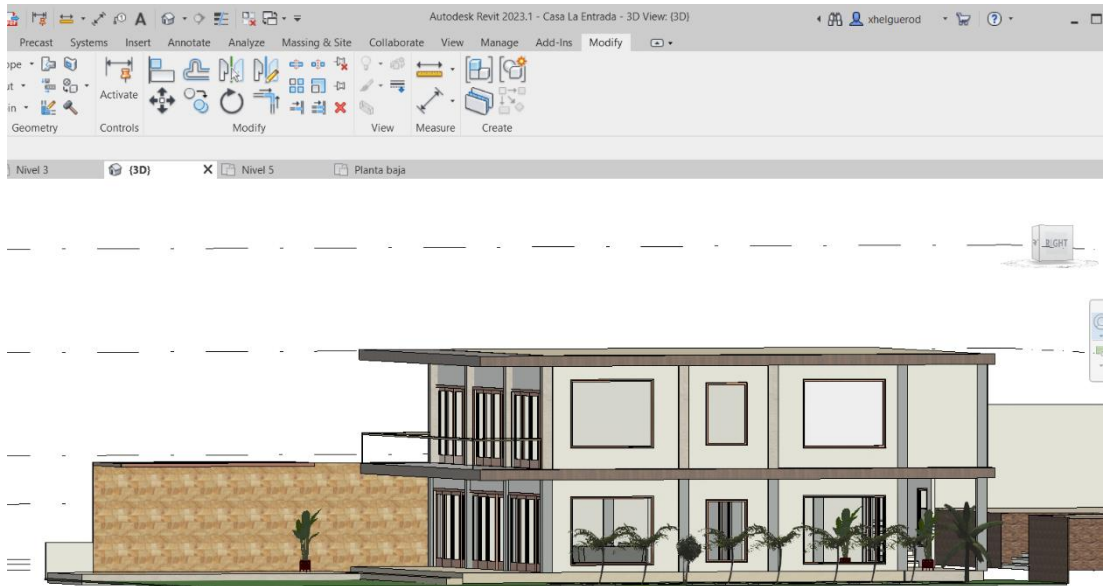 A Autodesk Revit 2023.1 - Casa La Entrada - 3D View: {3D} xhelguerod
Precast Systems Insert Annotate Analyze Massing & Site Collaborate View Manage Add-Ins Modify
Activate
Geometry Controls Modify View Measure Create
Nivel 3 {3D} X Nivel 5 Planta baja
RIGHT